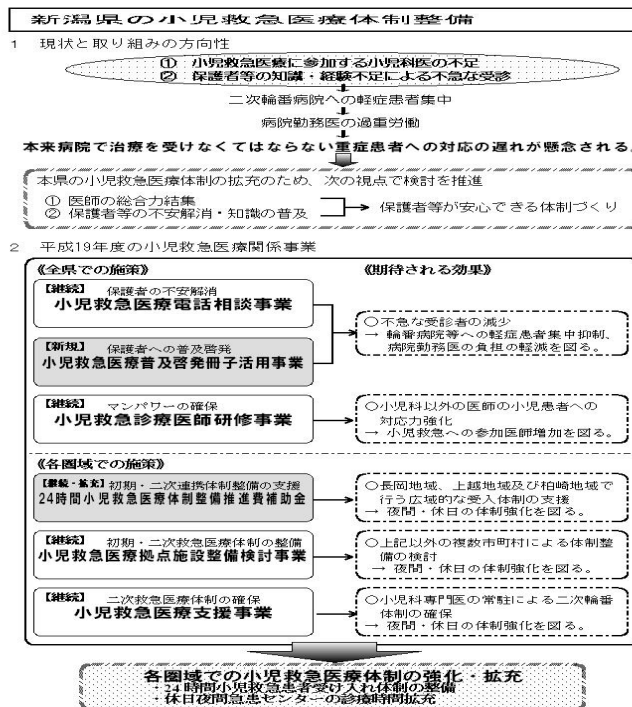 新潟県の小児救急医療体制整備
1 現状と取り組みの方向性
① 小児救急医療に参加する小児科医の不足
② 保護者等の知識・経験不足による不急な受診
二次輪番病院への軽症患者集中
病院勤務医の過重労働
本来病院で治療を受けなくてはならない重症患者への対応の遅れが懸念される。
本県の小児救急医療体制の拡充のため、次の視点で検討を推進
① 医師の総合力結集
② 保護者等の不安解消・知識の普及
保護者等が安心できる体制づくり
2 平成19年度の小児救急医療関係事業
《全県での施策》
《期待される効果》
【継続】 保護者の不安解消
小児救急医療電話相談事業
【新規】 保護者への普及啓発
小児救急医療普及啓発冊子活用事業
○不急な受診者の減少
→ 輪番病院等への軽症患者集中抑制、
病院勤務医の負担の軽減を図る。
【継続】 マンパワーの確保
小児救急診療医師研修事業
○小児科以外の医師の小児患者への
対応力強化
→ 小児救急への参加医師増加を図る。
《各圏域での施策》
【継続・拡充】 初期・二次連携体制整備の支援
24時間小児救急医療体制整備推進費補助金
○長岡地域、上越地域及び柏崎地域で
行う広域的な受入体制の支援
→ 夜間・休日の体制強化を図る。
【継続】 初期・二次救急医療体制の整備
小児救急医療拠点施設整備検討事業
○上記以外の複数市町村による体制整
備の検討
→ 夜間・休日の体制強化を図る。
【継続】 二次救急医療体制の確保
小児救急医療支援事業
○小児科専門医の常駐による二次輪番
体制の確保
→ 夜間・休日の体制強化を図る。
各圏域での小児救急医療体制の強化・拡充
・24時間小児救急患者受け入れ体制の整備
・休日夜間急患センターの診療時間拡充